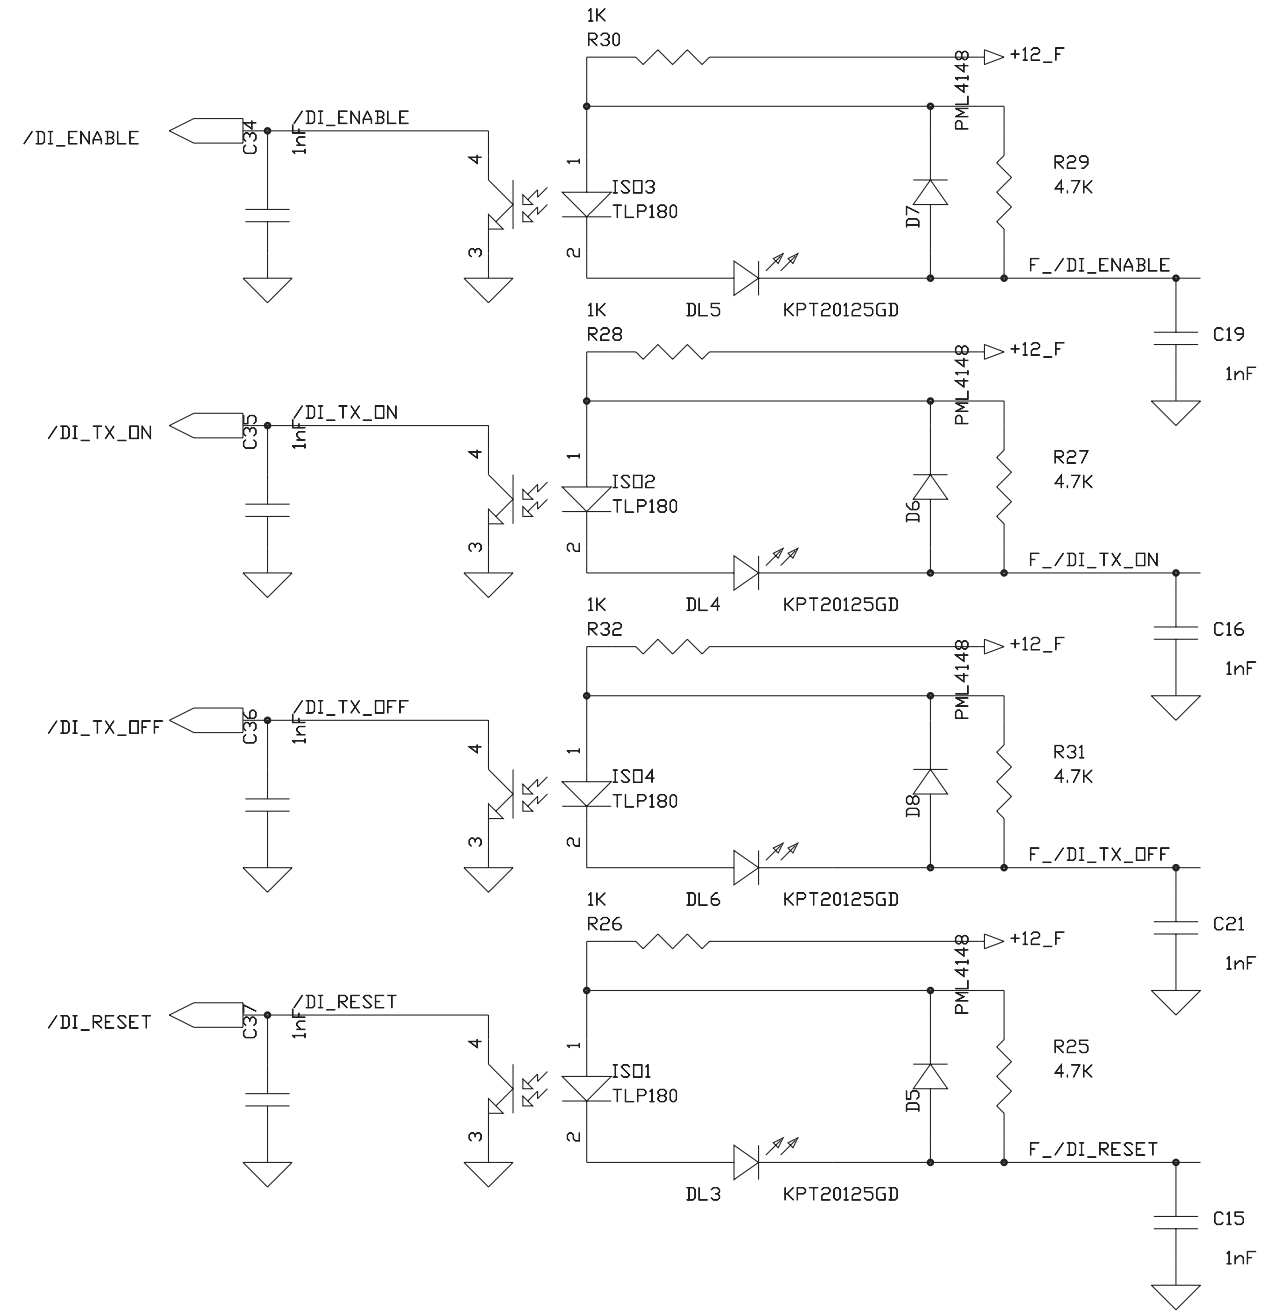 1K
R30
+12_F
PML4148
/DI_ENABLE
C34
1nF
/DI_ENABLE
4
3
1
2
ISO3
TLP180
D7
R29
4.7K
F_/DI_ENABLE
DL5
KPT20125GD
C19
1nF
1K
R28
+12_F
PML4148
/DI_TX_ON
C35
1nF
/DI_TX_ON
4
3
1
2
ISO2
TLP180
D6
R27
4.7K
F_/DI_TX_ON
DL4
KPT20125GD
C16
1nF
1K
R32
+12_F
PML4148
/DI_TX_OFF
C36
1nF
/DI_TX_OFF
4
3
1
2
ISO4
TLP180
D8
R31
4.7K
F_/DI_TX_OFF
DL6
KPT20125GD
C21
1nF
1K
R26
+12_F
PML4148
/DI_RESET
C37
1nF
/DI_RESET
4
3
1
2
ISO1
TLP180
D5
R25
4.7K
F_/DI_RESET
DL3
KPT20125GD
C15
1nF